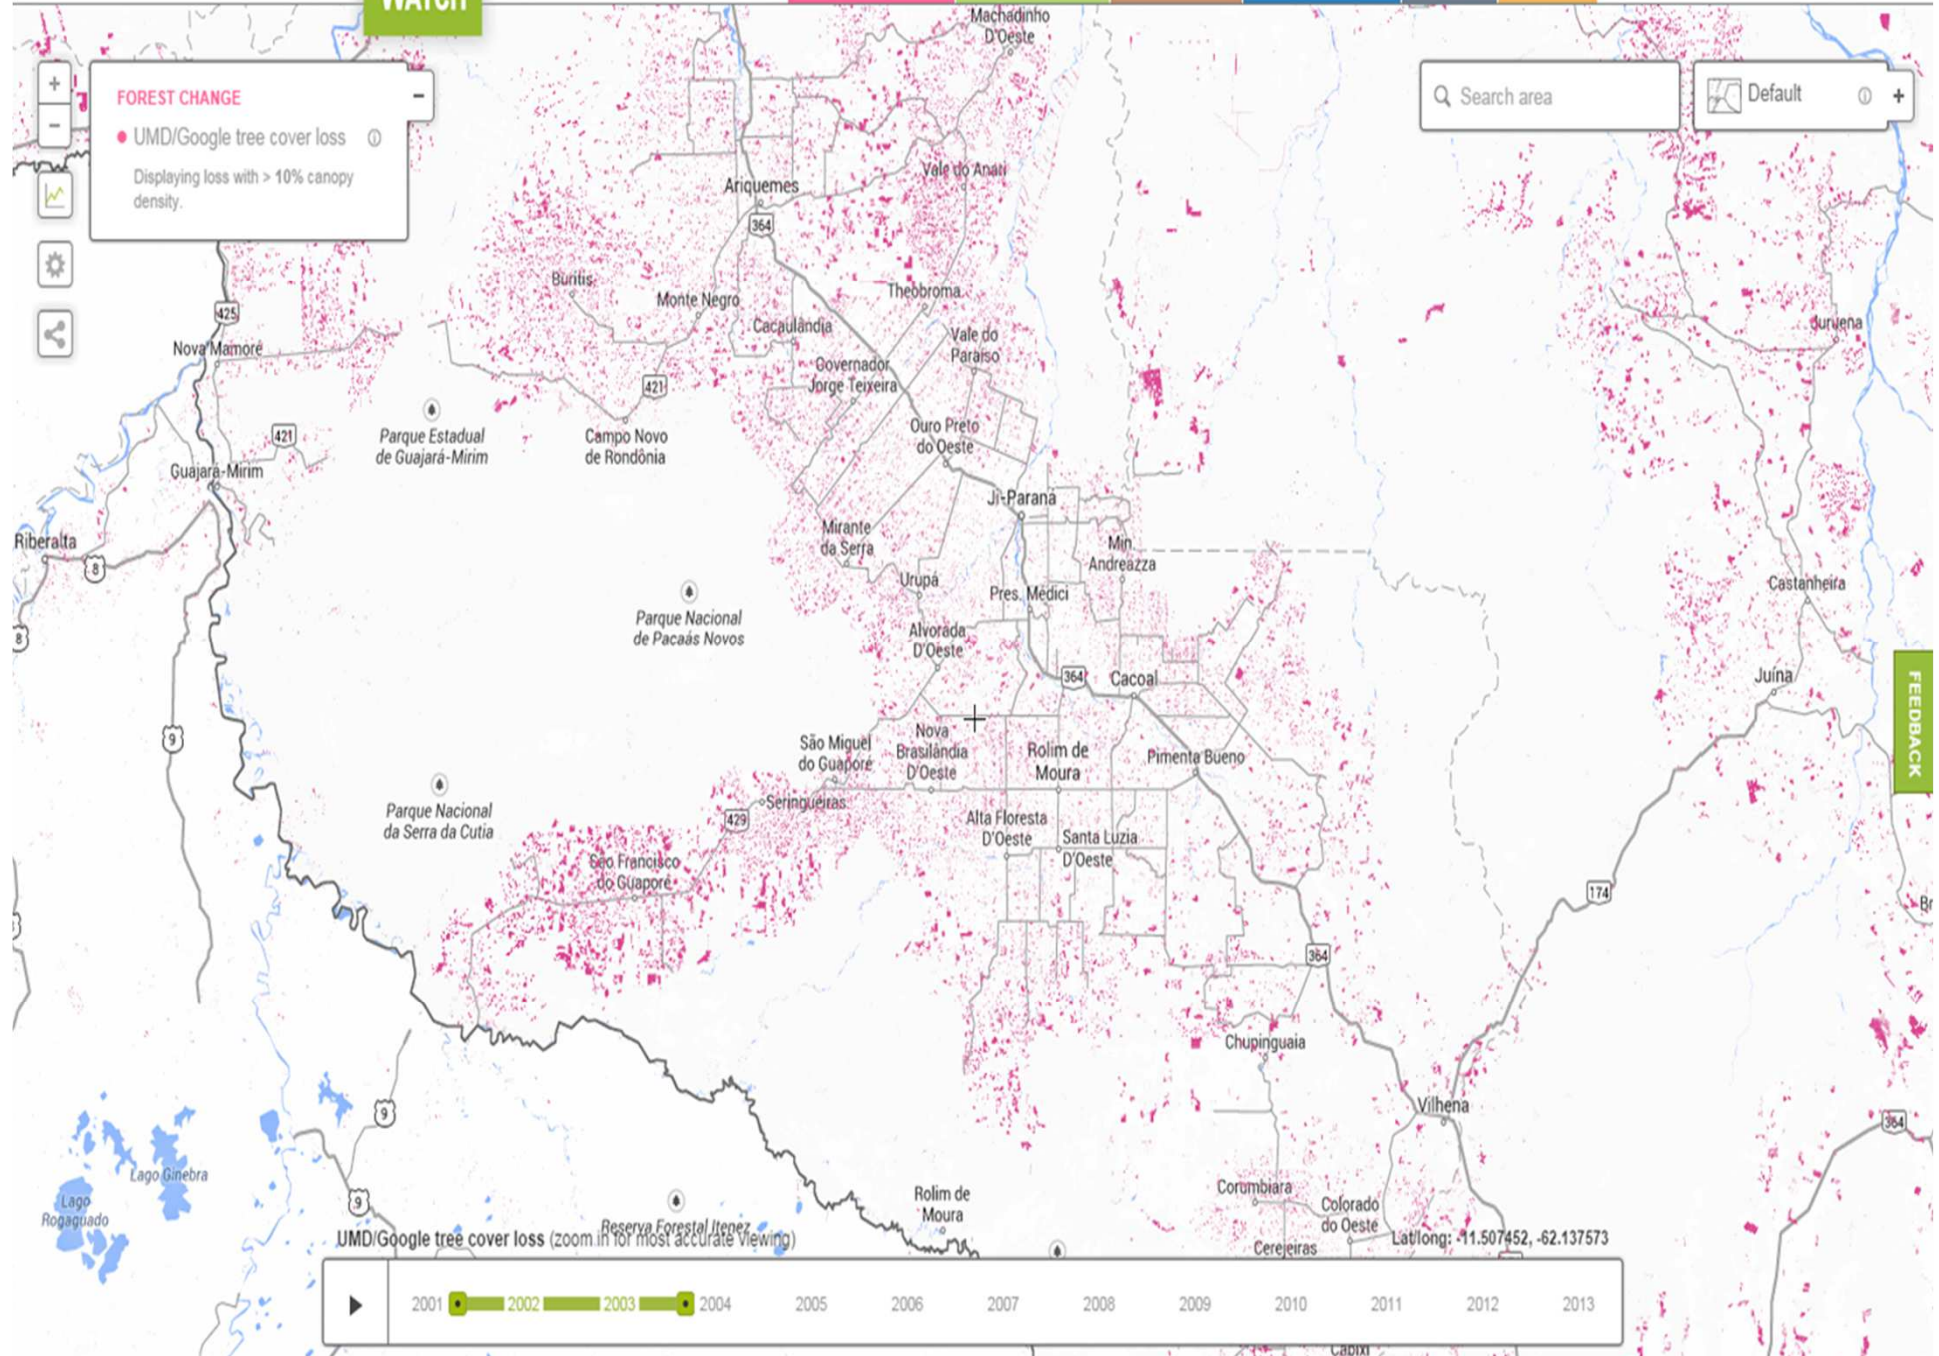 WATCH
FOREST CHANGE
UMD/Google tree cover loss
Displaying loss with > 10% canopy
density.
+
−
−
Search area
Default
+
Machadinho
D'Oeste
Vale do Anari
Ariquemes
364
Buritis
Monte Negro
Theobroma
Cacaulândia
Vale do
Paraíso
Governador
Jorge Teixeira
425
Nova Mamoré
421
Juruena
Parque Estadual
de Guajará-Mirim
421
Campo Novo
de Rondônia
Ouro Preto
do Oeste
Guajará-Mirim
Ji-Paraná
Riberalta
8
Mirante
da Serra
Min.
Andreazza
Urupá
Pres. Médici
Castanheira
8
Parque Nacional
de Pacaás Novos
Alvorada
D'Oeste
364
Cacoal
Juína
FEEDBACK
9
São Miguel
do Guaporé
Nova
Brasilândia
D'Oeste
Rolim de
Moura
Pimenta Bueno
Parque Nacional
da Serra da Cutia
Seringueiras
429
Alta Floresta
D'Oeste
Santa Luzia
D'Oeste
São Francisco
do Guaporé
174
Br
364
Chupinguaia
9
Vilhena
364
Lago Ginebra
Lago
Rogaguado
9
Corumbiara
Rolim de
Moura
Colorado
do Oeste
Reserva Forestal Itenez
UMD/Google tree cover loss (zoom in for most accurate viewing)
Lat/long: -11.507452, -62.137573
Cerejeiras
2001 2002 2003 2004 2005 2006 2007 2008 2009 2010 2011 2012 2013
Cabixi